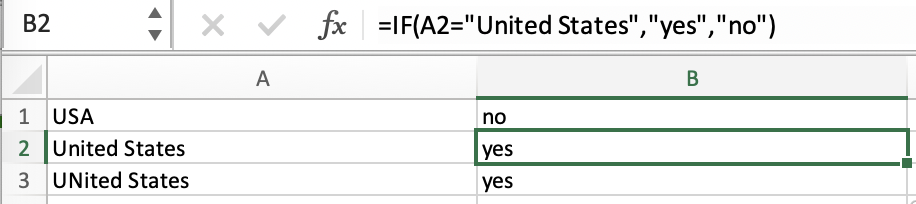 B2 fx =IF(A2="United States","yes","no")
A B
1 USA no
2 United States yes
3 UNited States yes